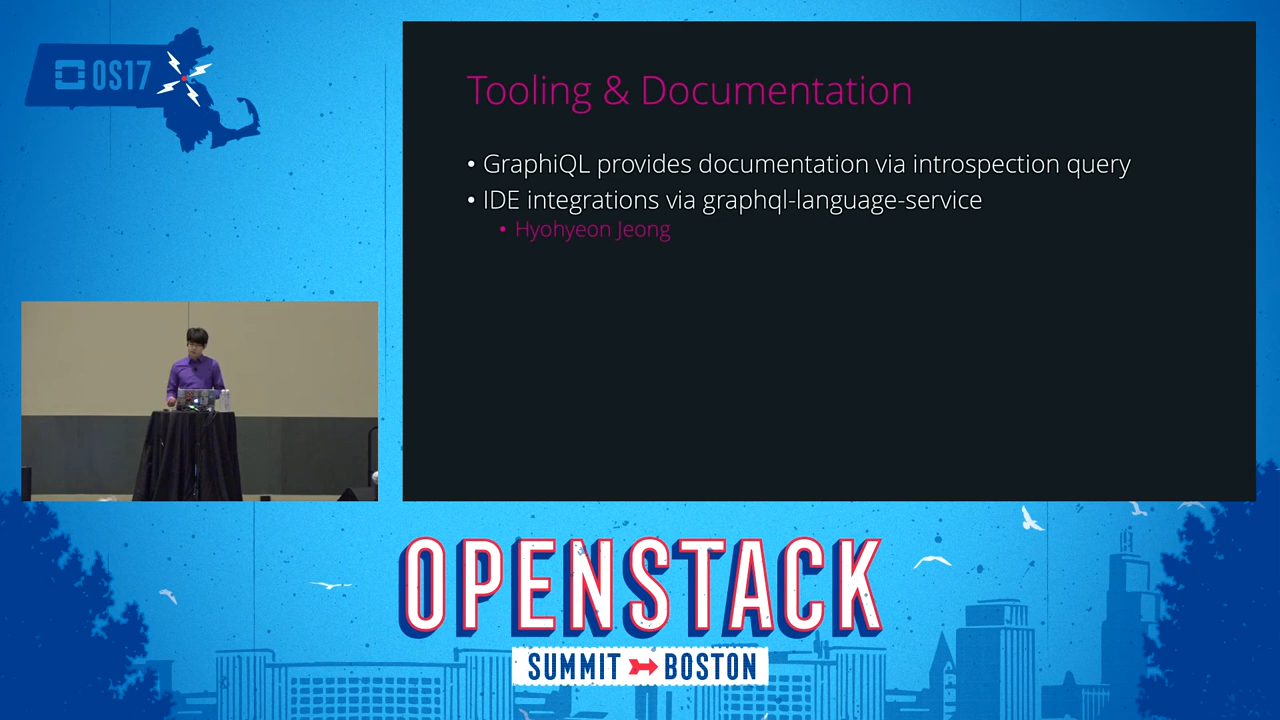 OS17
Tooling & Documentation
• GraphiQL provides documentation via introspection query
• IDE integrations via graphql-language-service
• Hyohyeon Jeong
OPENSTACK
SUMMIT BOSTON